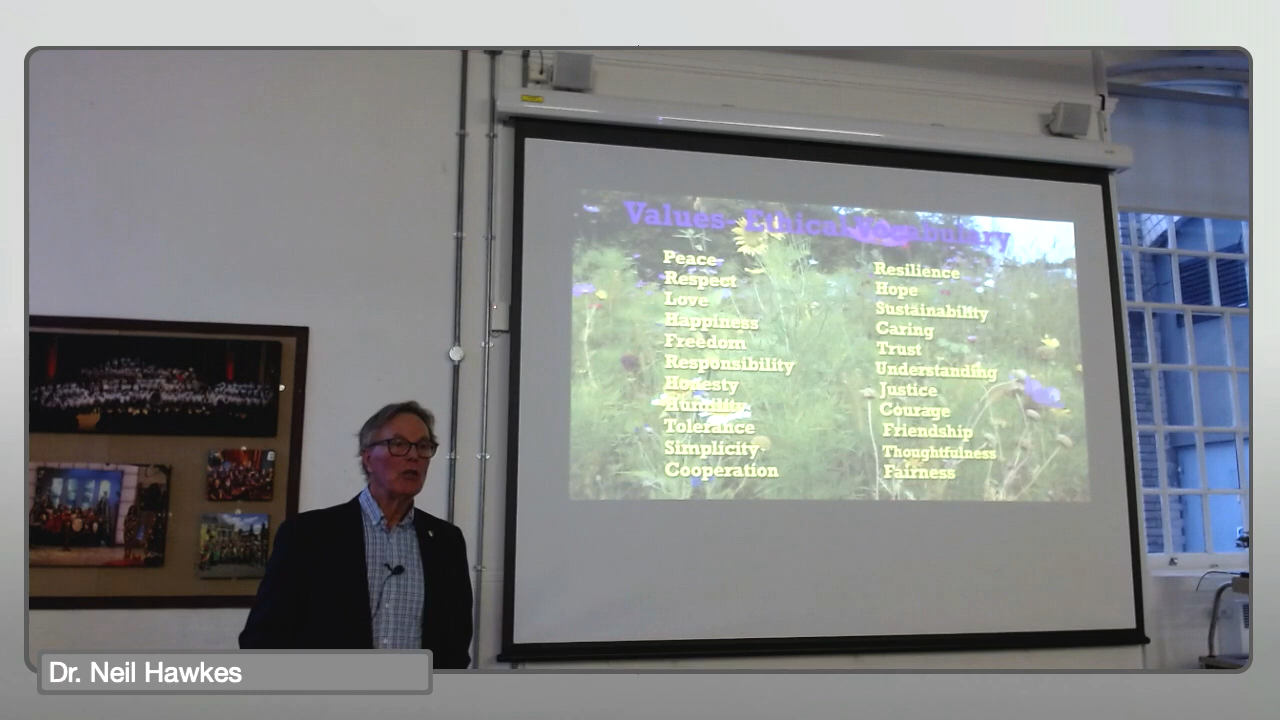 Values- Ethical Vocabulary
Peace
Respect
Love
Happiness
Freedom
Responsibility
Honesty
Humility
Tolerance
Simplicity
Cooperation
Resilience
Hope
Sustainability
Caring
Trust
Understanding
Justice
Courage
Friendship
Thoughtfulness
Fairness
Dr. Neil Hawkes